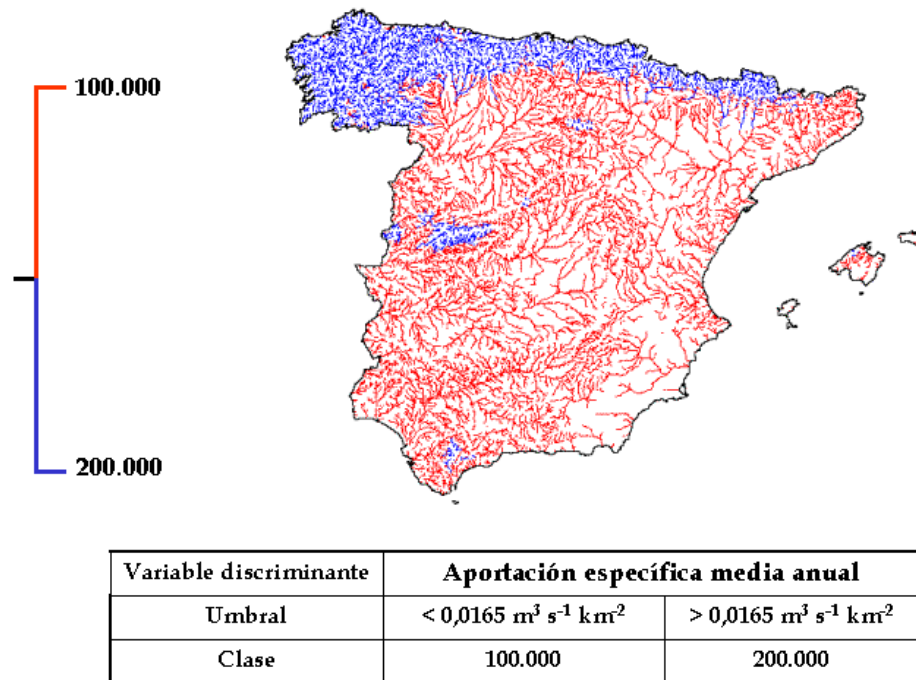 100.000
200.000
Variable discriminante Aportación específica media anual
Umbral < 0,0165 m³ s⁻¹ km⁻² > 0,0165 m³ s⁻¹ km⁻²
Clase 100.000 200.000